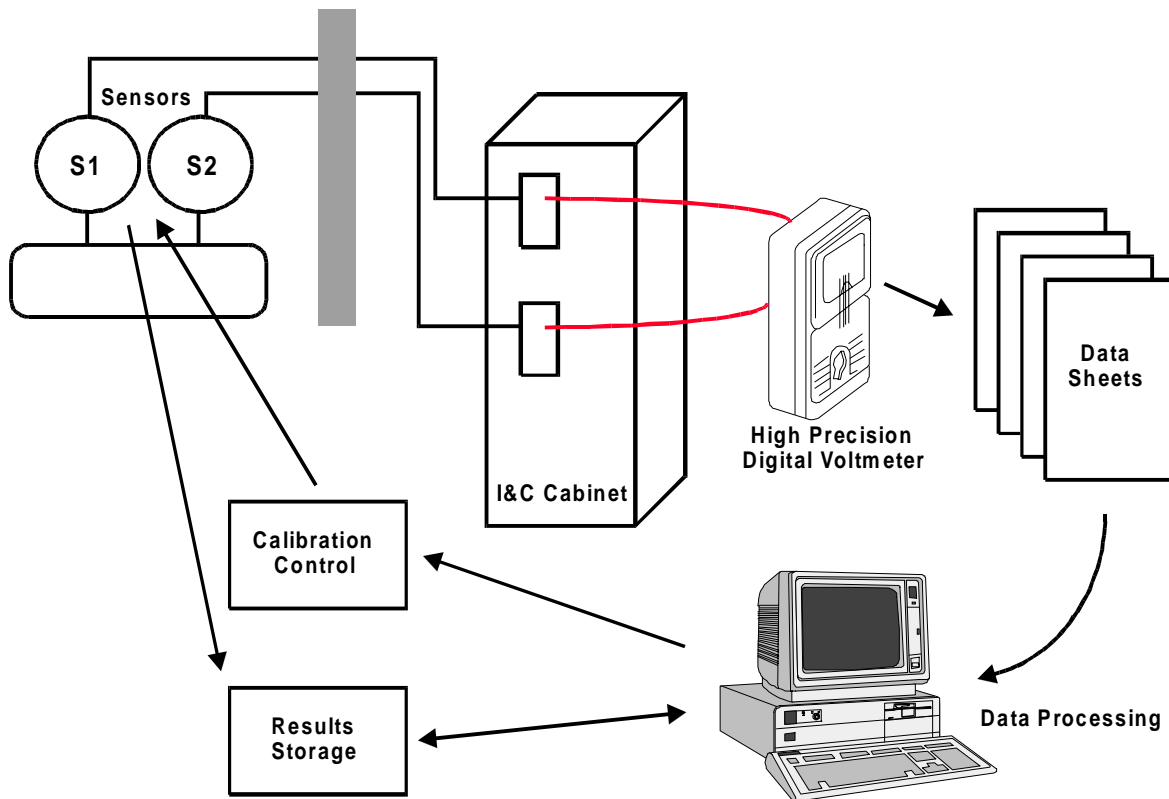 Sensors
S1
S2
I&C Cabinet
High Precision
Digital Voltmeter
Data
Sheets
Calibration
Control
Results
Storage
Data Processing